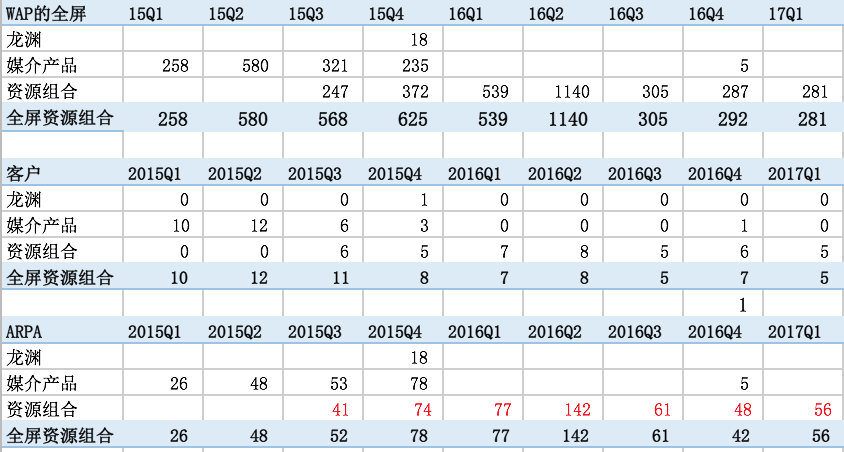 WAP的全屏 15Q1 15Q2 15Q3 15Q4 16Q1 16Q2 16Q3 16Q4 17Q1
龙渊 18
媒介产品 258 580 321 235 5
资源组合 247 372 539 1140 305 287 281
全屏资源组合 258 580 568 625 539 1140 305 292 281
客户 2015Q1 2015Q2 2015Q3 2015Q4 2016Q1 2016Q2 2016Q3 2016Q4 2017Q1
龙渊 0 0 0 1 0 0 0 0 0
媒介产品 10 12 6 3 0 0 0 1 0
资源组合 0 0 6 5 7 8 5 6 5
全屏资源组合 10 12 11 8 7 8 5 7 5
1
ARPA 2015Q1 2015Q2 2015Q3 2015Q4 2016Q1 2016Q2 2016Q3 2016Q4 2017Q1
龙渊 18
媒介产品 26 48 53 78 5
资源组合 41 74 77 142 61 48 56
全屏资源组合 26 48 52 78 77 142 61 42 56